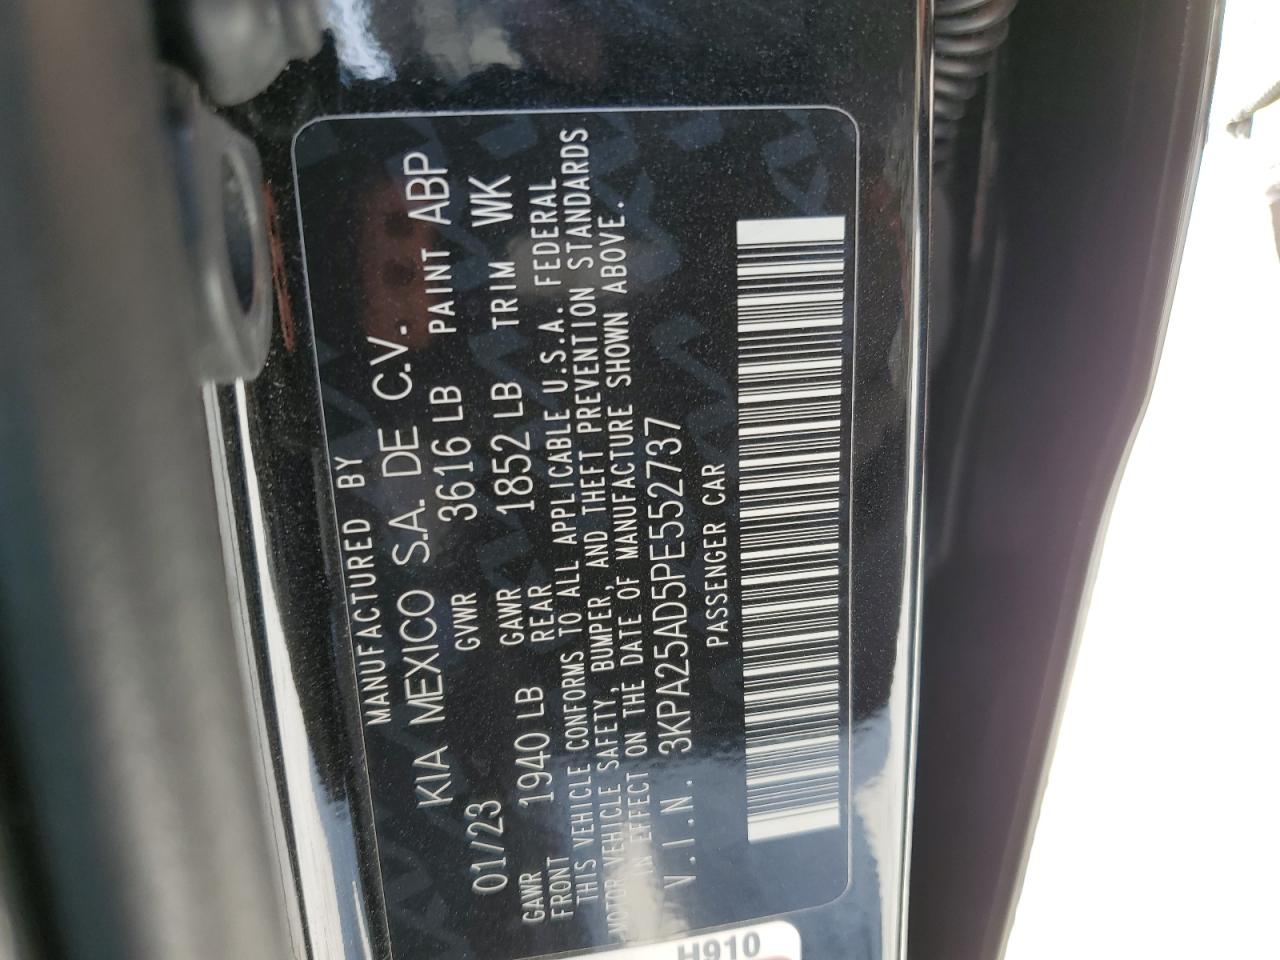 MANUFACTURED BY
KIA MEXICO S.A. DE C.V.
01/23 GVWR 3616 LB PAINT ABP
GAWR FRONT 1940 LB GAWR REAR 1852 LB TRIM WK
THIS VEHICLE CONFORMS TO ALL APPLICABLE U.S.A. FEDERAL
MOTOR VEHICLE SAFETY, BUMPER, AND THEFT PREVENTION STANDARDS
IN EFFECT ON THE DATE OF MANUFACTURE SHOWN ABOVE.
V.I.N. 3KPA25AD5PE552737
PASSENGER CAR
H910